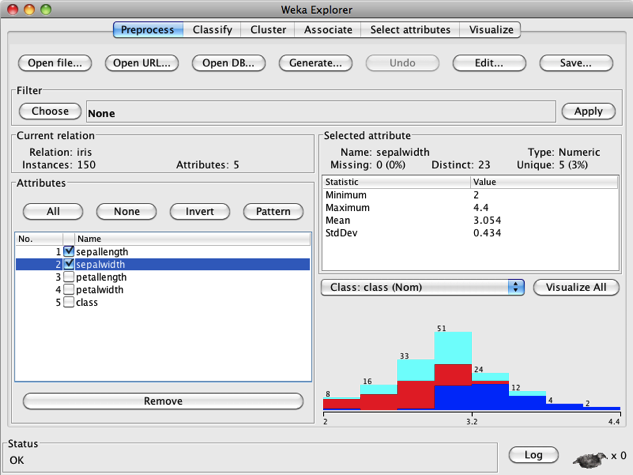 Weka Explorer
Preprocess Classify Cluster Associate Select attributes Visualize
Open file... Open URL... Open DB... Generate... Undo Edit... Save...
Filter
Choose None Apply
Current relation
Relation: iris
Instances: 150 Attributes: 5
Selected attribute
Name: sepalwidth Type: Numeric
Missing: 0 (0%) Distinct: 23 Unique: 5 (3%)
Statistic Value
Minimum 2
Maximum 4.4
Mean 3.054
StdDev 0.434
Attributes
All None Invert Pattern
No. Name
1 sepallength
2 sepalwidth
3 petallength
4 petalwidth
5 class
Remove
Class: class (Nom) Visualize All
8 16 33 51 24 12 4 2
2 3.2 4.4
Status
OK
Log x 0